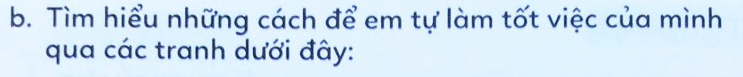 b. Tìm hiểu những cách để em tự làm tốt việc của mình
qua các tranh dưới đây: